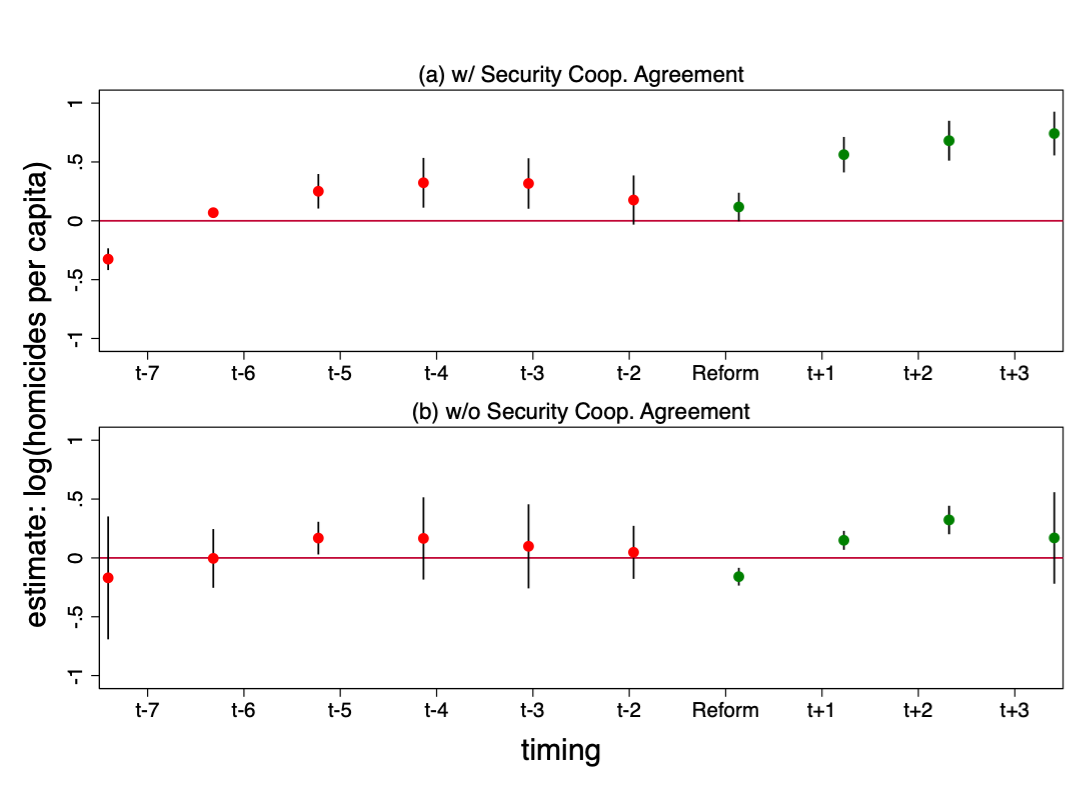 (a) w/ Security Coop. Agreement
1
.5
0
-.5
-1
t-7 t-6 t-5 t-4 t-3 t-2 Reform t+1 t+2 t+3
estimate: log(homicides per capita)
(b) w/o Security Coop. Agreement
1
.5
0
-.5
-1
t-7 t-6 t-5 t-4 t-3 t-2 Reform t+1 t+2 t+3
timing